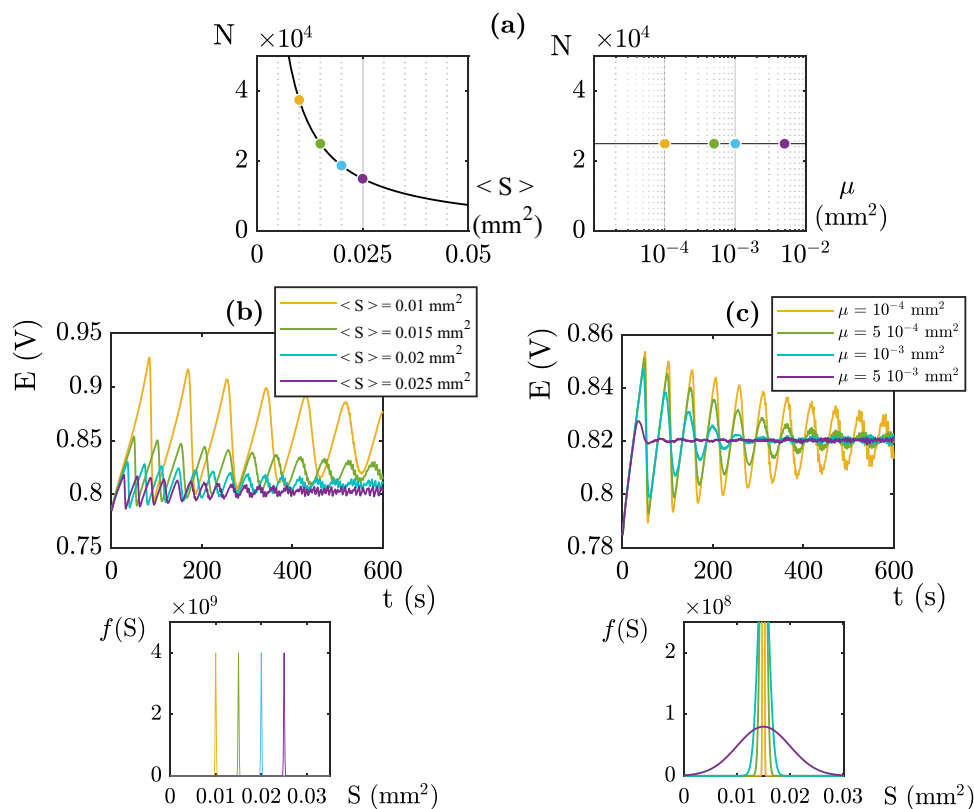 (a)
N ×10⁴
4
2
0
0 0.025 0.05
< S >
(mm²)
N ×10⁴
4
2
0
10⁻⁴ 10⁻³ 10⁻²
μ
(mm²)
(b)
< S > = 0.01 mm²
< S > = 0.015 mm²
< S > = 0.02 mm²
< S > = 0.025 mm²
E (V)
0.95
0.9
0.85
0.8
0.75
0 200 400 600
t (s)
(c)
μ = 10⁻⁴ mm²
μ = 5 10⁻⁴ mm²
μ = 10⁻³ mm²
μ = 5 10⁻³ mm²
E (V)
0.86
0.84
0.82
0.8
0.78
0 200 400 600
t (s)
×10⁹
f(S)
4
2
0
0 0.01 0.02 0.03
S (mm²)
×10⁸
f(S)
2
1
0
0 0.01 0.02 0.03
S (mm²)